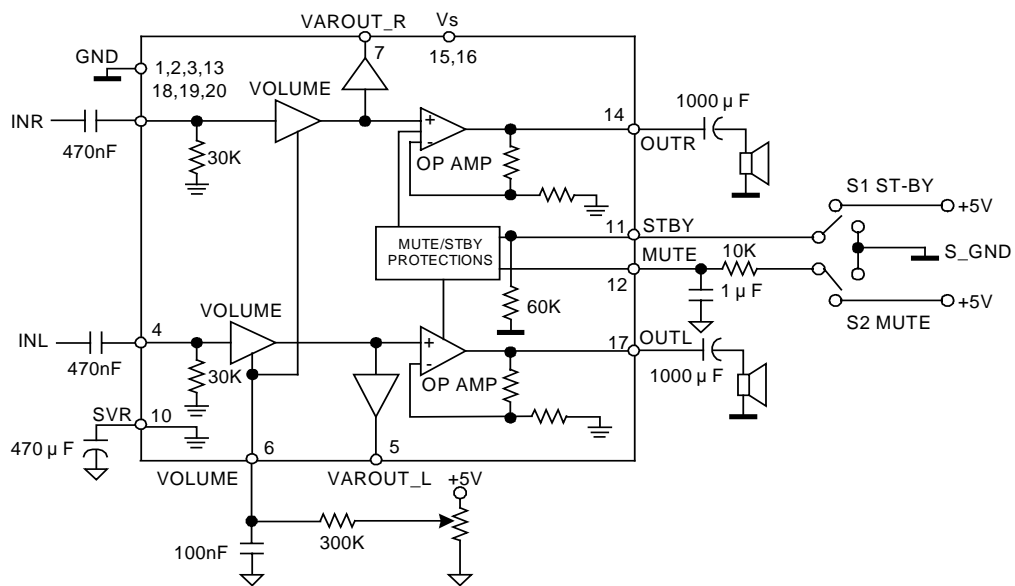 VAROUT_R
Vs
GND
7
15,16
1,2,3,13
18,19,20
VOLUME
1000 µF
14
INR
+
-
OUTR
470nF
30K
OP AMP
S1 ST-BY
11
STBY
+5V
MUTE/STBY
PROTECTIONS
MUTE
10K
S_GND
12
1 µF
60K
+5V
VOLUME
S2 MUTE
INL
4
+
-
17
OUTL
470nF
30K
OP AMP
1000 µF
SVR
10
470 µF
6
5
VOLUME
VAROUT_L
+5V
300K
100nF